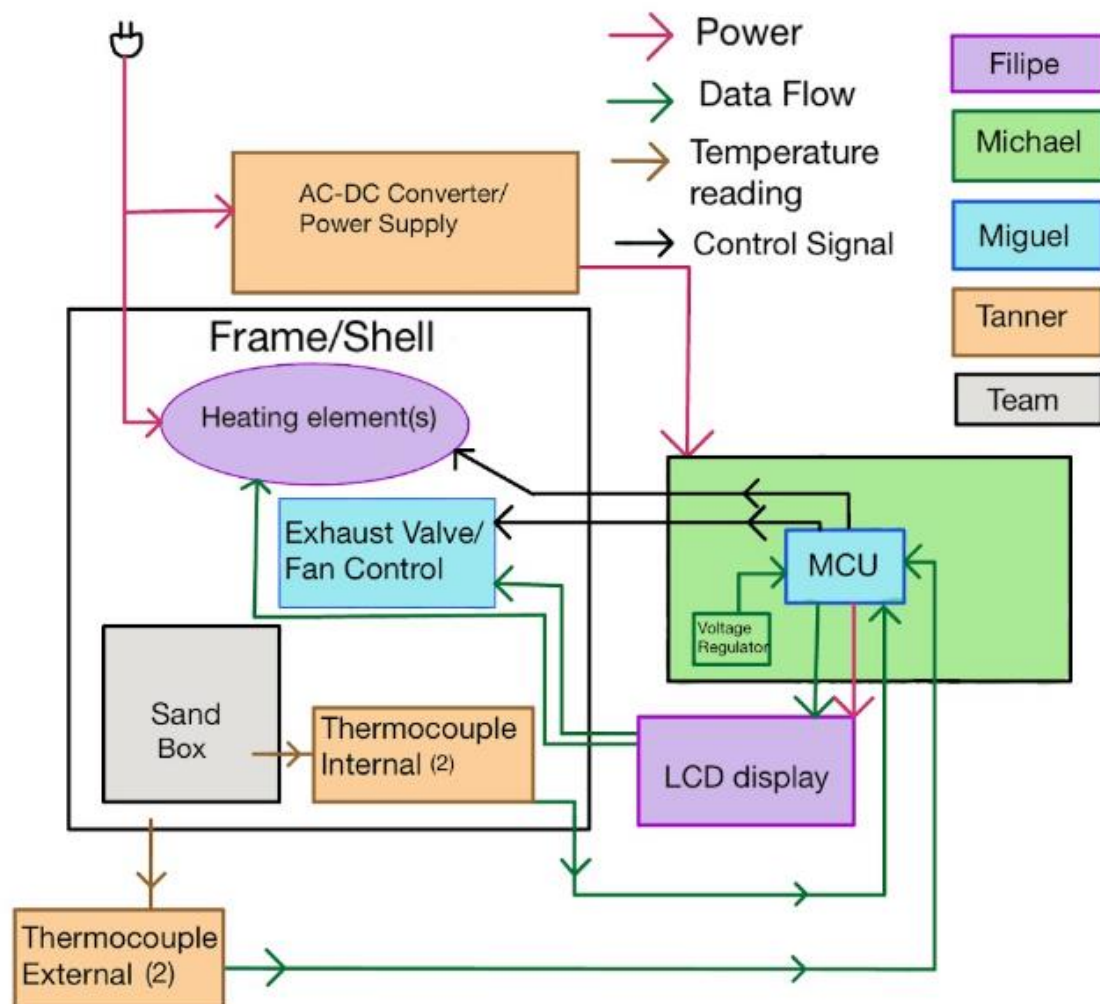 Power
Data Flow
Temperature
reading
Control Signal
Filipe
Michael
Miguel
Tanner
Team
AC-DC Converter/
Power Supply
Frame/Shell
Heating element(s)
Exhaust Valve/
Fan Control
MCU
Voltage
Regulator
Sand
Box
Thermocouple
Internal (2)
LCD display
Thermocouple
External (2)